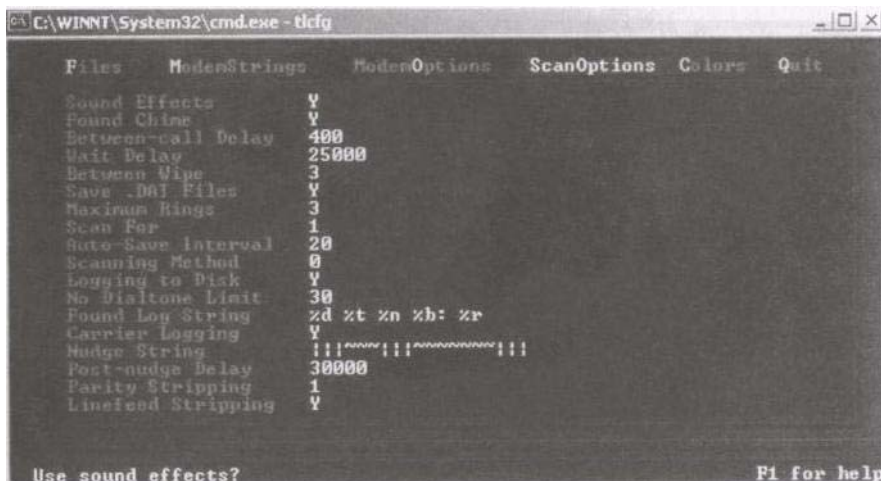 C:\WINNT\System32\cmd.exe - tlcfg
Files ModemStrings ModemOptions ScanOptions Colors Quit
Sound Effects Y
Found Chime Y
Between-call Delay 400
Wait Delay 25000
Between Wipe 3
Save .DAT Files Y
Maximum Rings 3
Scan For 1
Auto-Save Interval 20
Scanning Method 0
Logging to Disk Y
No Dialtone Limit 30
Found Log String %d %t %n %b: %r
Carrier Logging Y
Nudge String ¦¦¦~~~¦¦¦~~~~~~~~¦¦¦
Post-nudge Delay 30000
Parity Stripping 1
Linefeed Stripping Y
Use sound effects? F1 for help